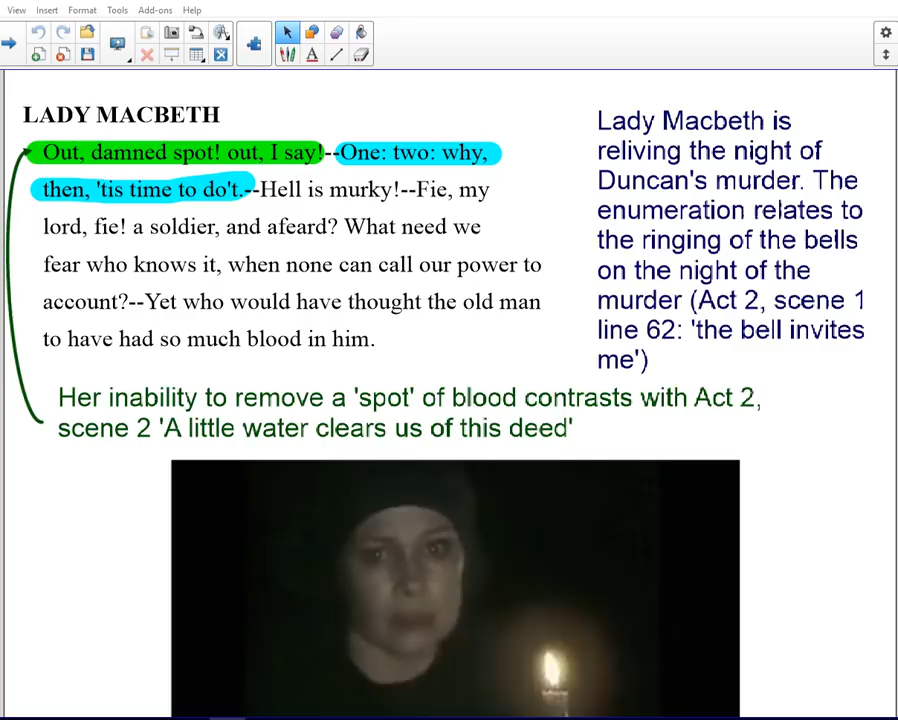 View Insert Format Tools Addons Help
LADY MACBETH
Out, damned spot! out, I say!--One: two: why,
then, 'tis time to do't.--Hell is murky!--Fie, my
lord, fie! a soldier, and afeard? What need we
fear who knows it, when none can call our power to
account?--Yet who would have thought the old man
to have had so much blood in him.
Lady Macbeth is
reliving the night of
Duncan's murder. The
enumeration relates to
the ringing of the bells
on the night of the
murder (Act 2, scene 1
line 62: 'the bell invites
me')
Her inability to remove a 'spot' of blood contrasts with Act 2,
scene 2 'A little water clears us of this deed'